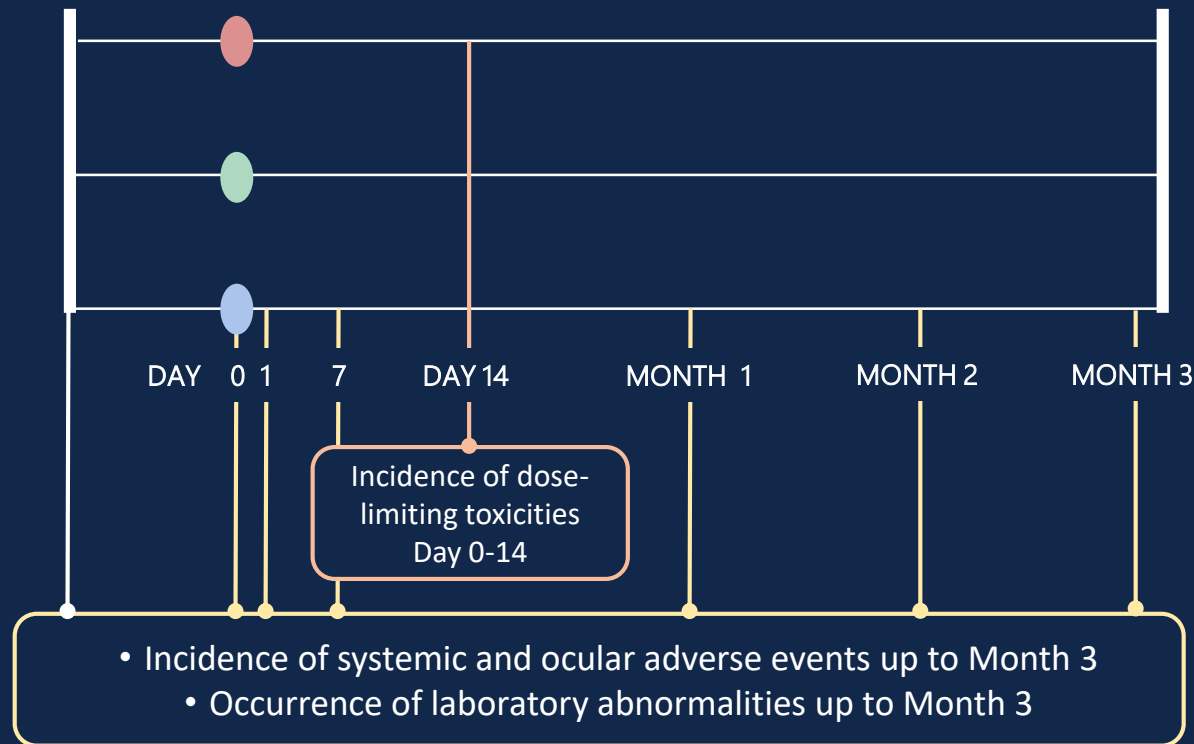 DAY 0 1 7 DAY 14 MONTH 1 MONTH 2 MONTH 3
Incidence of dose-
limiting toxicities
Day 0-14
• Incidence of systemic and ocular adverse events up to Month 3
• Occurrence of laboratory abnormalities up to Month 3